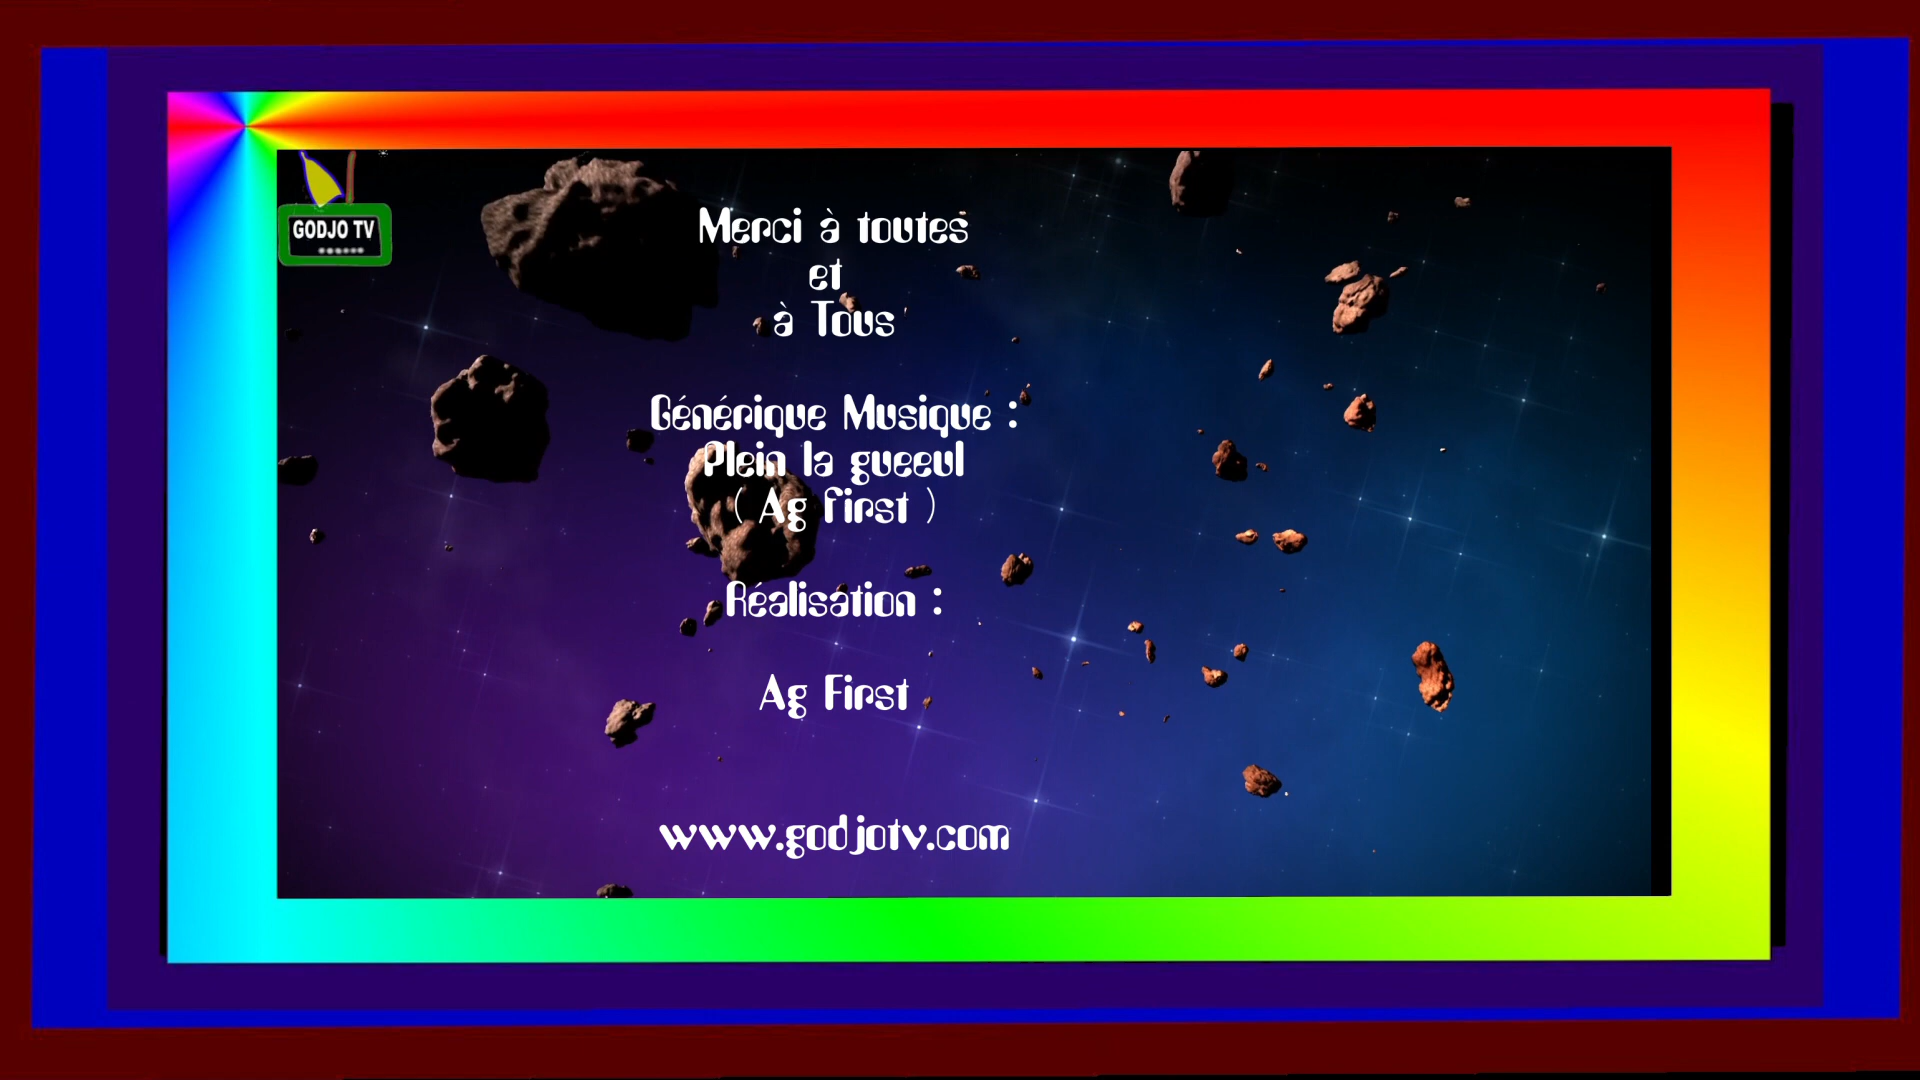 GODJO TV
Merci à toutes
et
à Tous
Générique Musique :
Plein la gueeul
( Ag first )
Réalisation :
Ag First
www.godjotv.com